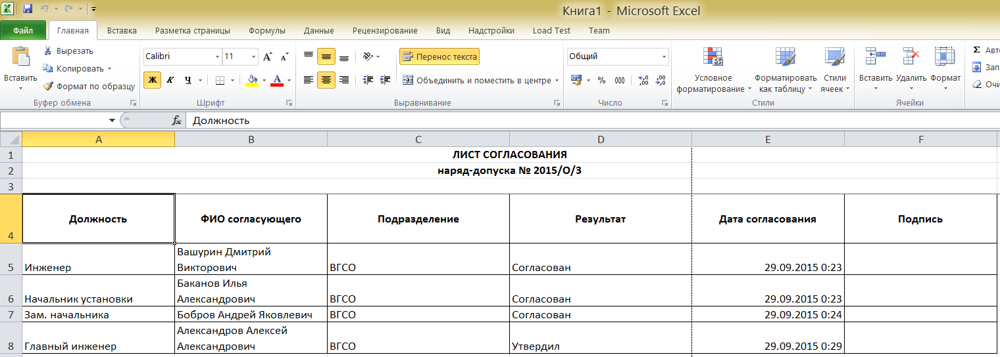 Книга1 - Microsoft Excel
Файл Главная Вставка Разметка страницы Формулы Данные Рецензирование Вид Надстройки Load Test Team
Вставить
Вырезать
Копировать
Формат по образцу
Буфер обмена
Calibri 11
Ж К Ч А А
Шрифт
Перенос текста
Объединить и поместить в центре
Выравнивание
Общий
% 000
Число
Условное форматирование
Форматировать как таблицу
Стили ячеек
Стили
Вставить Удалить Формат
Ячейки
Σ Авт
Зап
Очи
fx Должность
A B C D E F
1 ЛИСТ СОГЛАСОВАНИЯ
2 наряд-допуска № 2015/О/3
3
4 Должность ФИО согласующего Подразделение Результат Дата согласования Подпись
5 Инженер Вашурин Дмитрий Викторович ВГСО Согласован 29.09.2015 0:23
6 Начальник установки Баканов Илья Александрович ВГСО Согласован 29.09.2015 0:23
7 Зам. начальника Бобров Андрей Яковлевич ВГСО Согласован 29.09.2015 0:24
8 Главный инженер Александров Алексей Александрович ВГСО Утвердил 29.09.2015 0:29